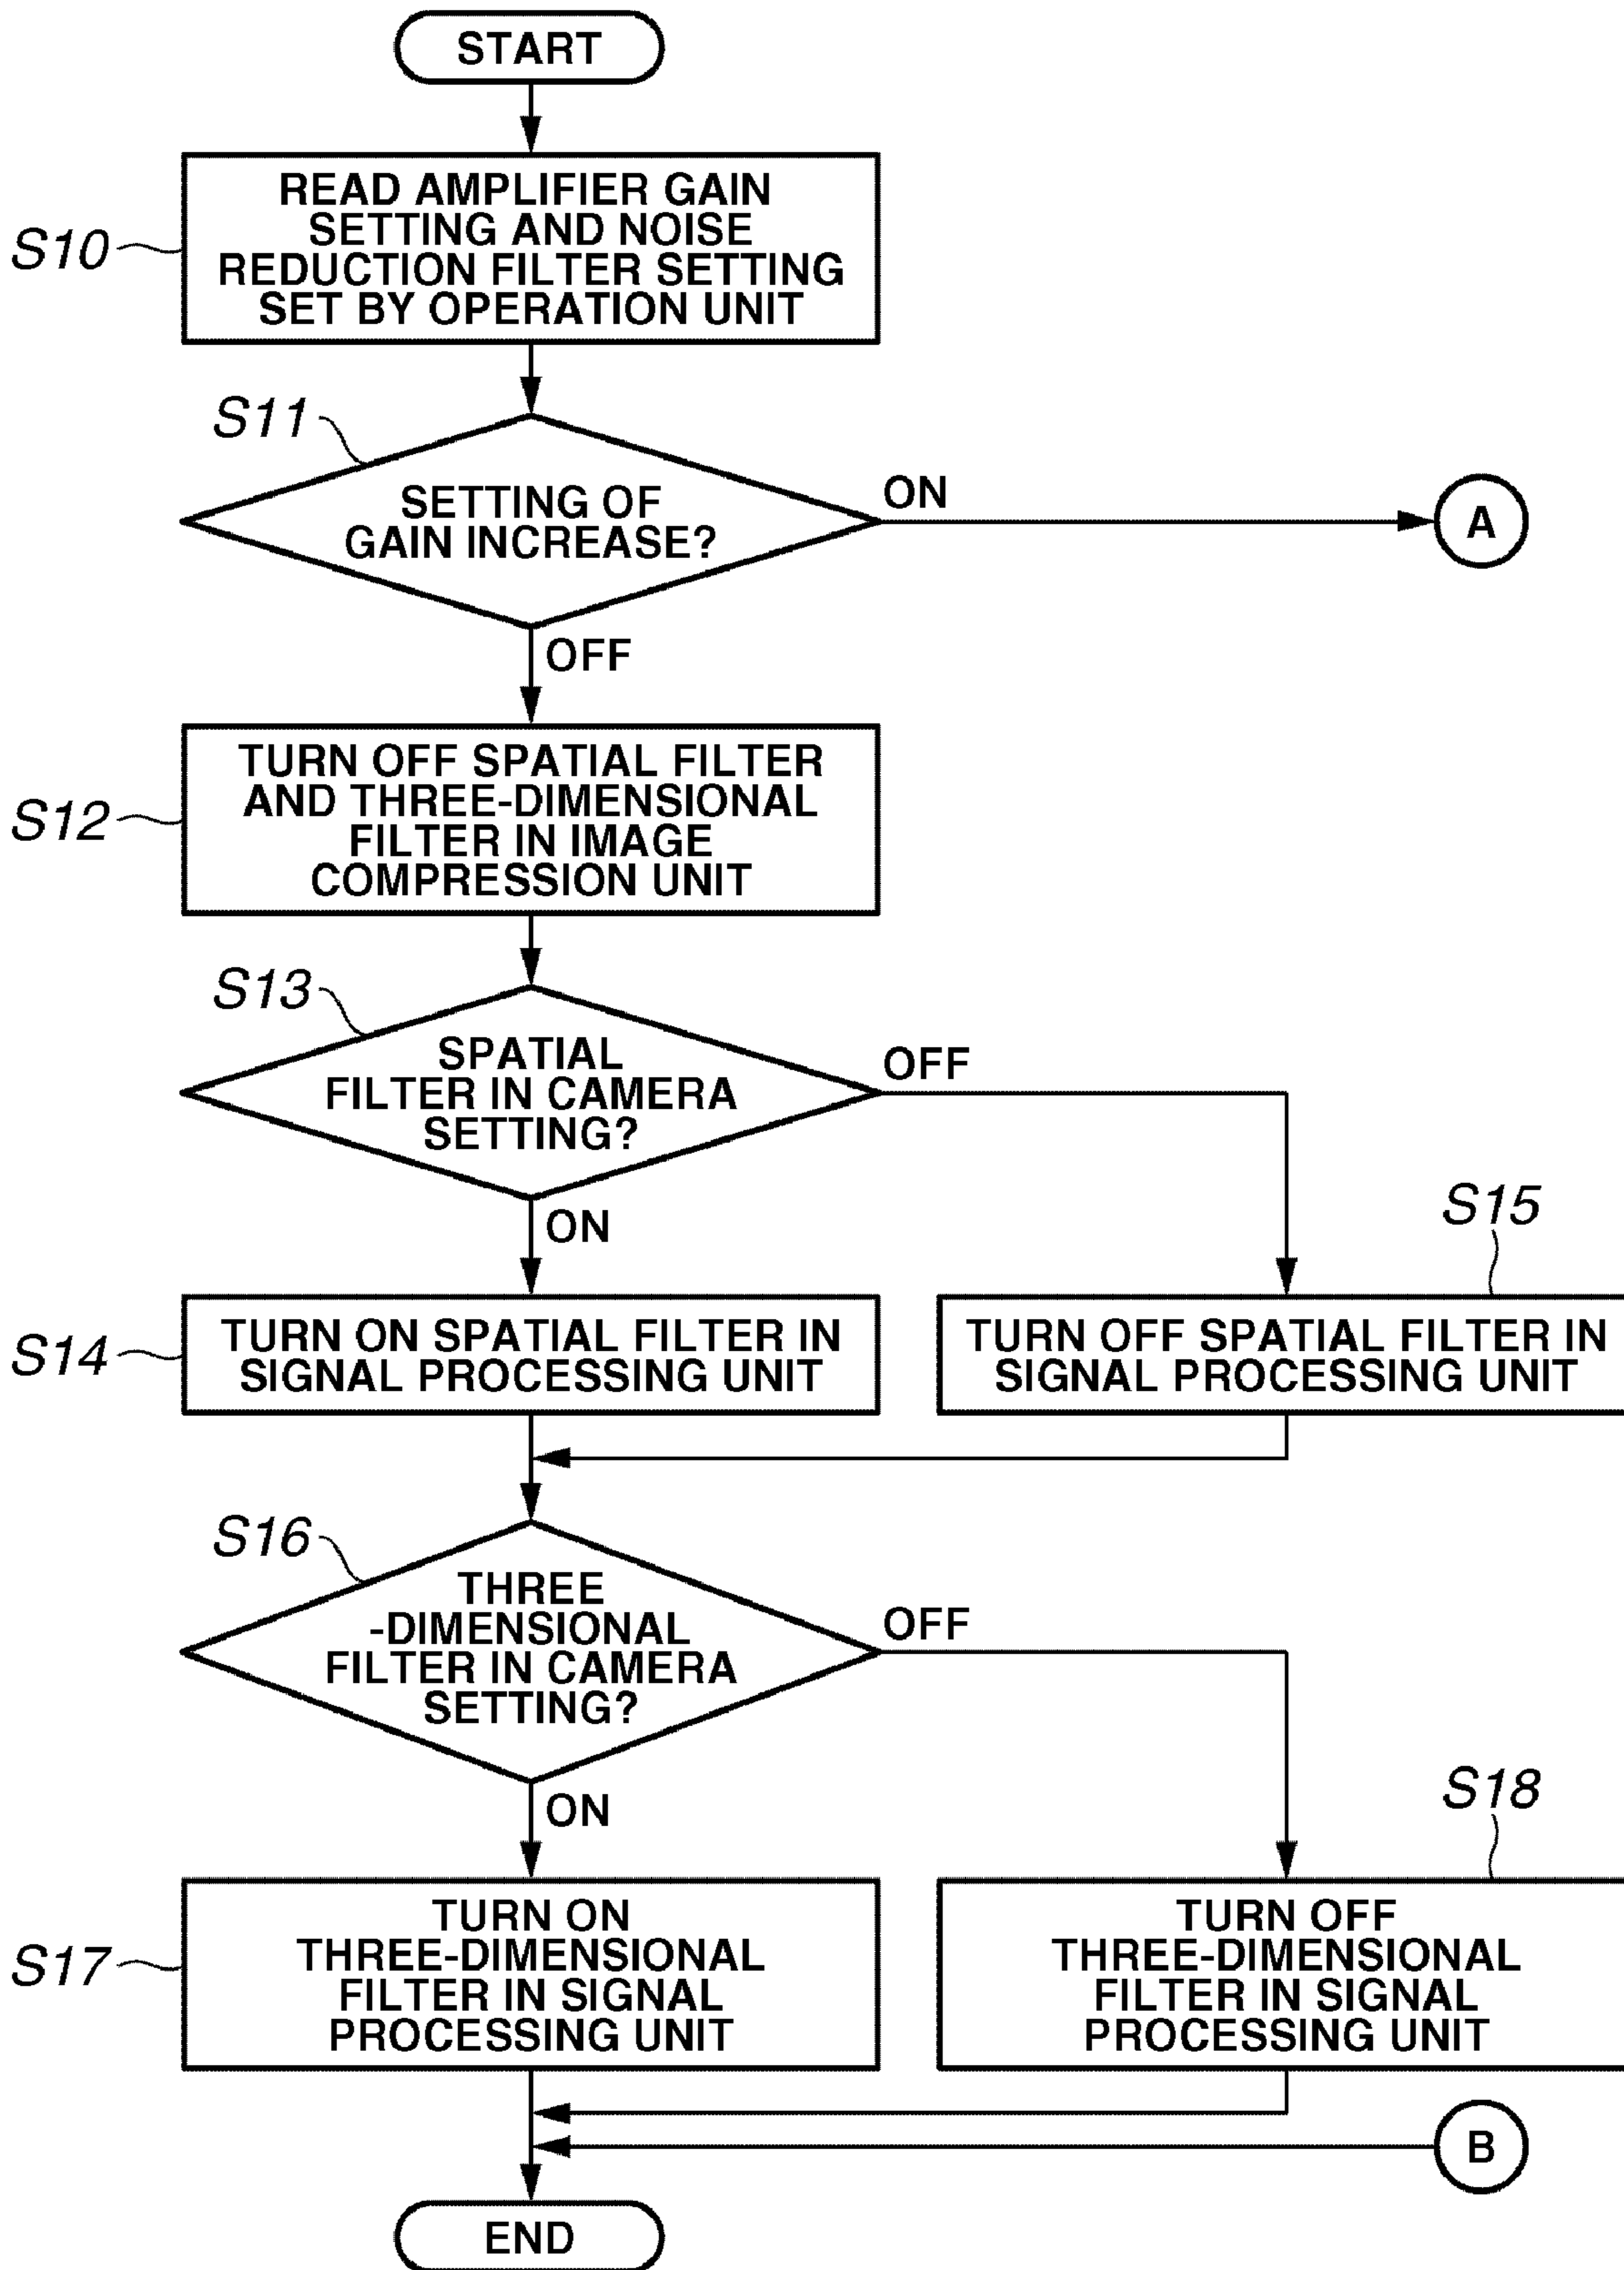 START
S10
READ AMPLIFIER GAIN
SETTING AND NOISE
REDUCTION FILTER SETTING
SET BY OPERATION UNIT
S11
SETTING OF
GAIN INCREASE?
ON
A
OFF
S12
TURN OFF SPATIAL FILTER
AND THREE-DIMENSIONAL
FILTER IN IMAGE
COMPRESSION UNIT
S13
SPATIAL
FILTER IN CAMERA
SETTING?
OFF
ON
S14
TURN ON SPATIAL FILTER IN
SIGNAL PROCESSING UNIT
S15
TURN OFF SPATIAL FILTER IN
SIGNAL PROCESSING UNIT
S16
THREE
-DIMENSIONAL
FILTER IN CAMERA
SETTING?
OFF
ON
S17
TURN ON
THREE-DIMENSIONAL
FILTER IN SIGNAL
PROCESSING UNIT
S18
TURN OFF
THREE-DIMENSIONAL
FILTER IN SIGNAL
PROCESSING UNIT
B
END